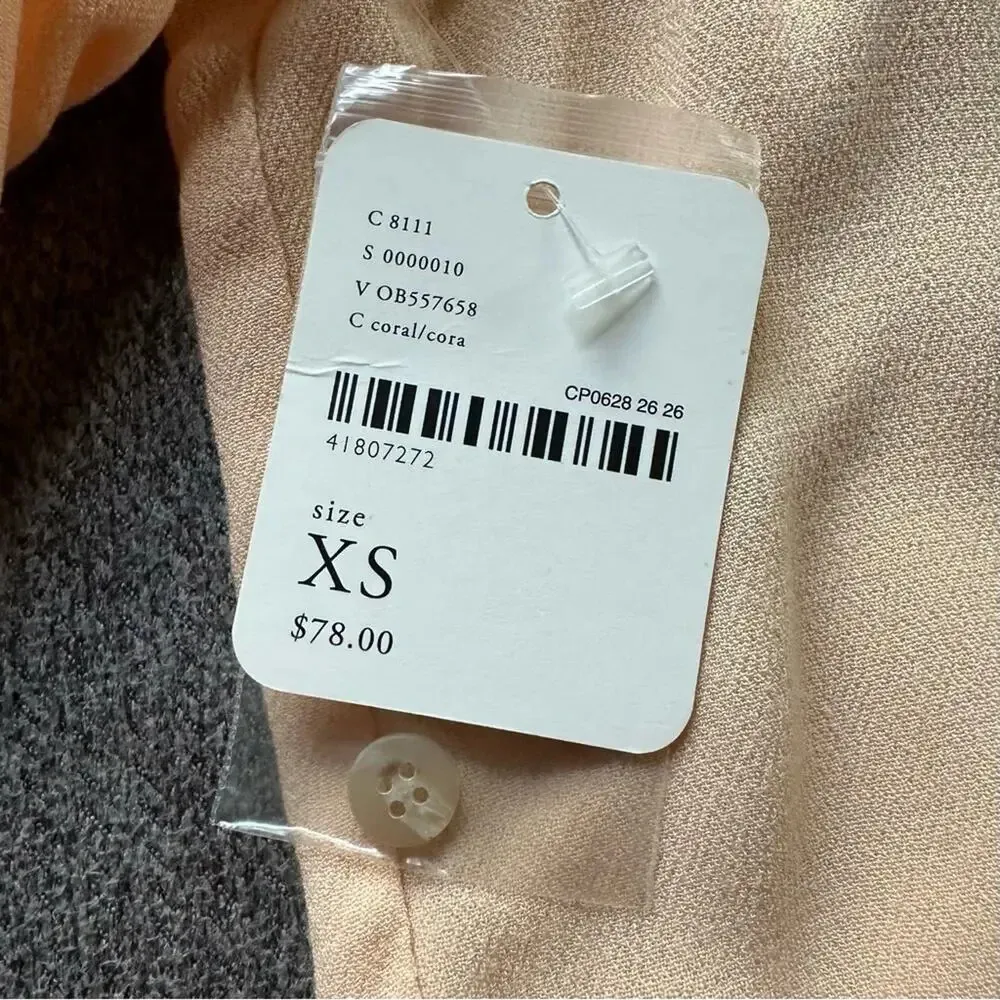 C 8111
S 0000010
V OB557658
C coral/cora
CP0628 26 26
41807272
size
XS
$78.00